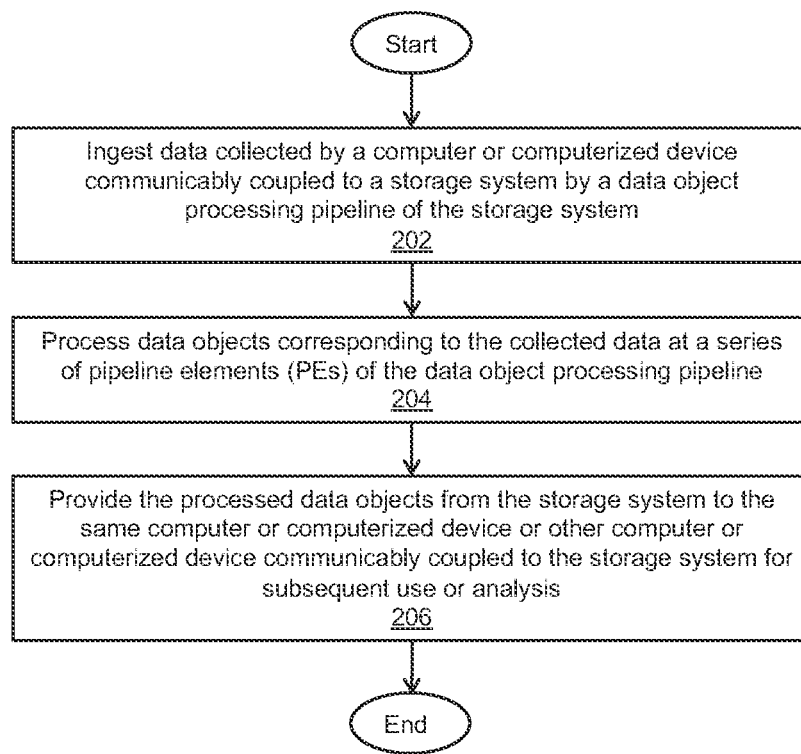 Start
Ingest data collected by a computer or computerized device
communicably coupled to a storage system by a data object
processing pipeline of the storage system
202
Process data objects corresponding to the collected data at a series
of pipeline elements (PEs) of the data object processing pipeline
204
Provide the processed data objects from the storage system to the
same computer or computerized device or other computer or
computerized device communicably coupled to the storage system for
subsequent use or analysis
206
End